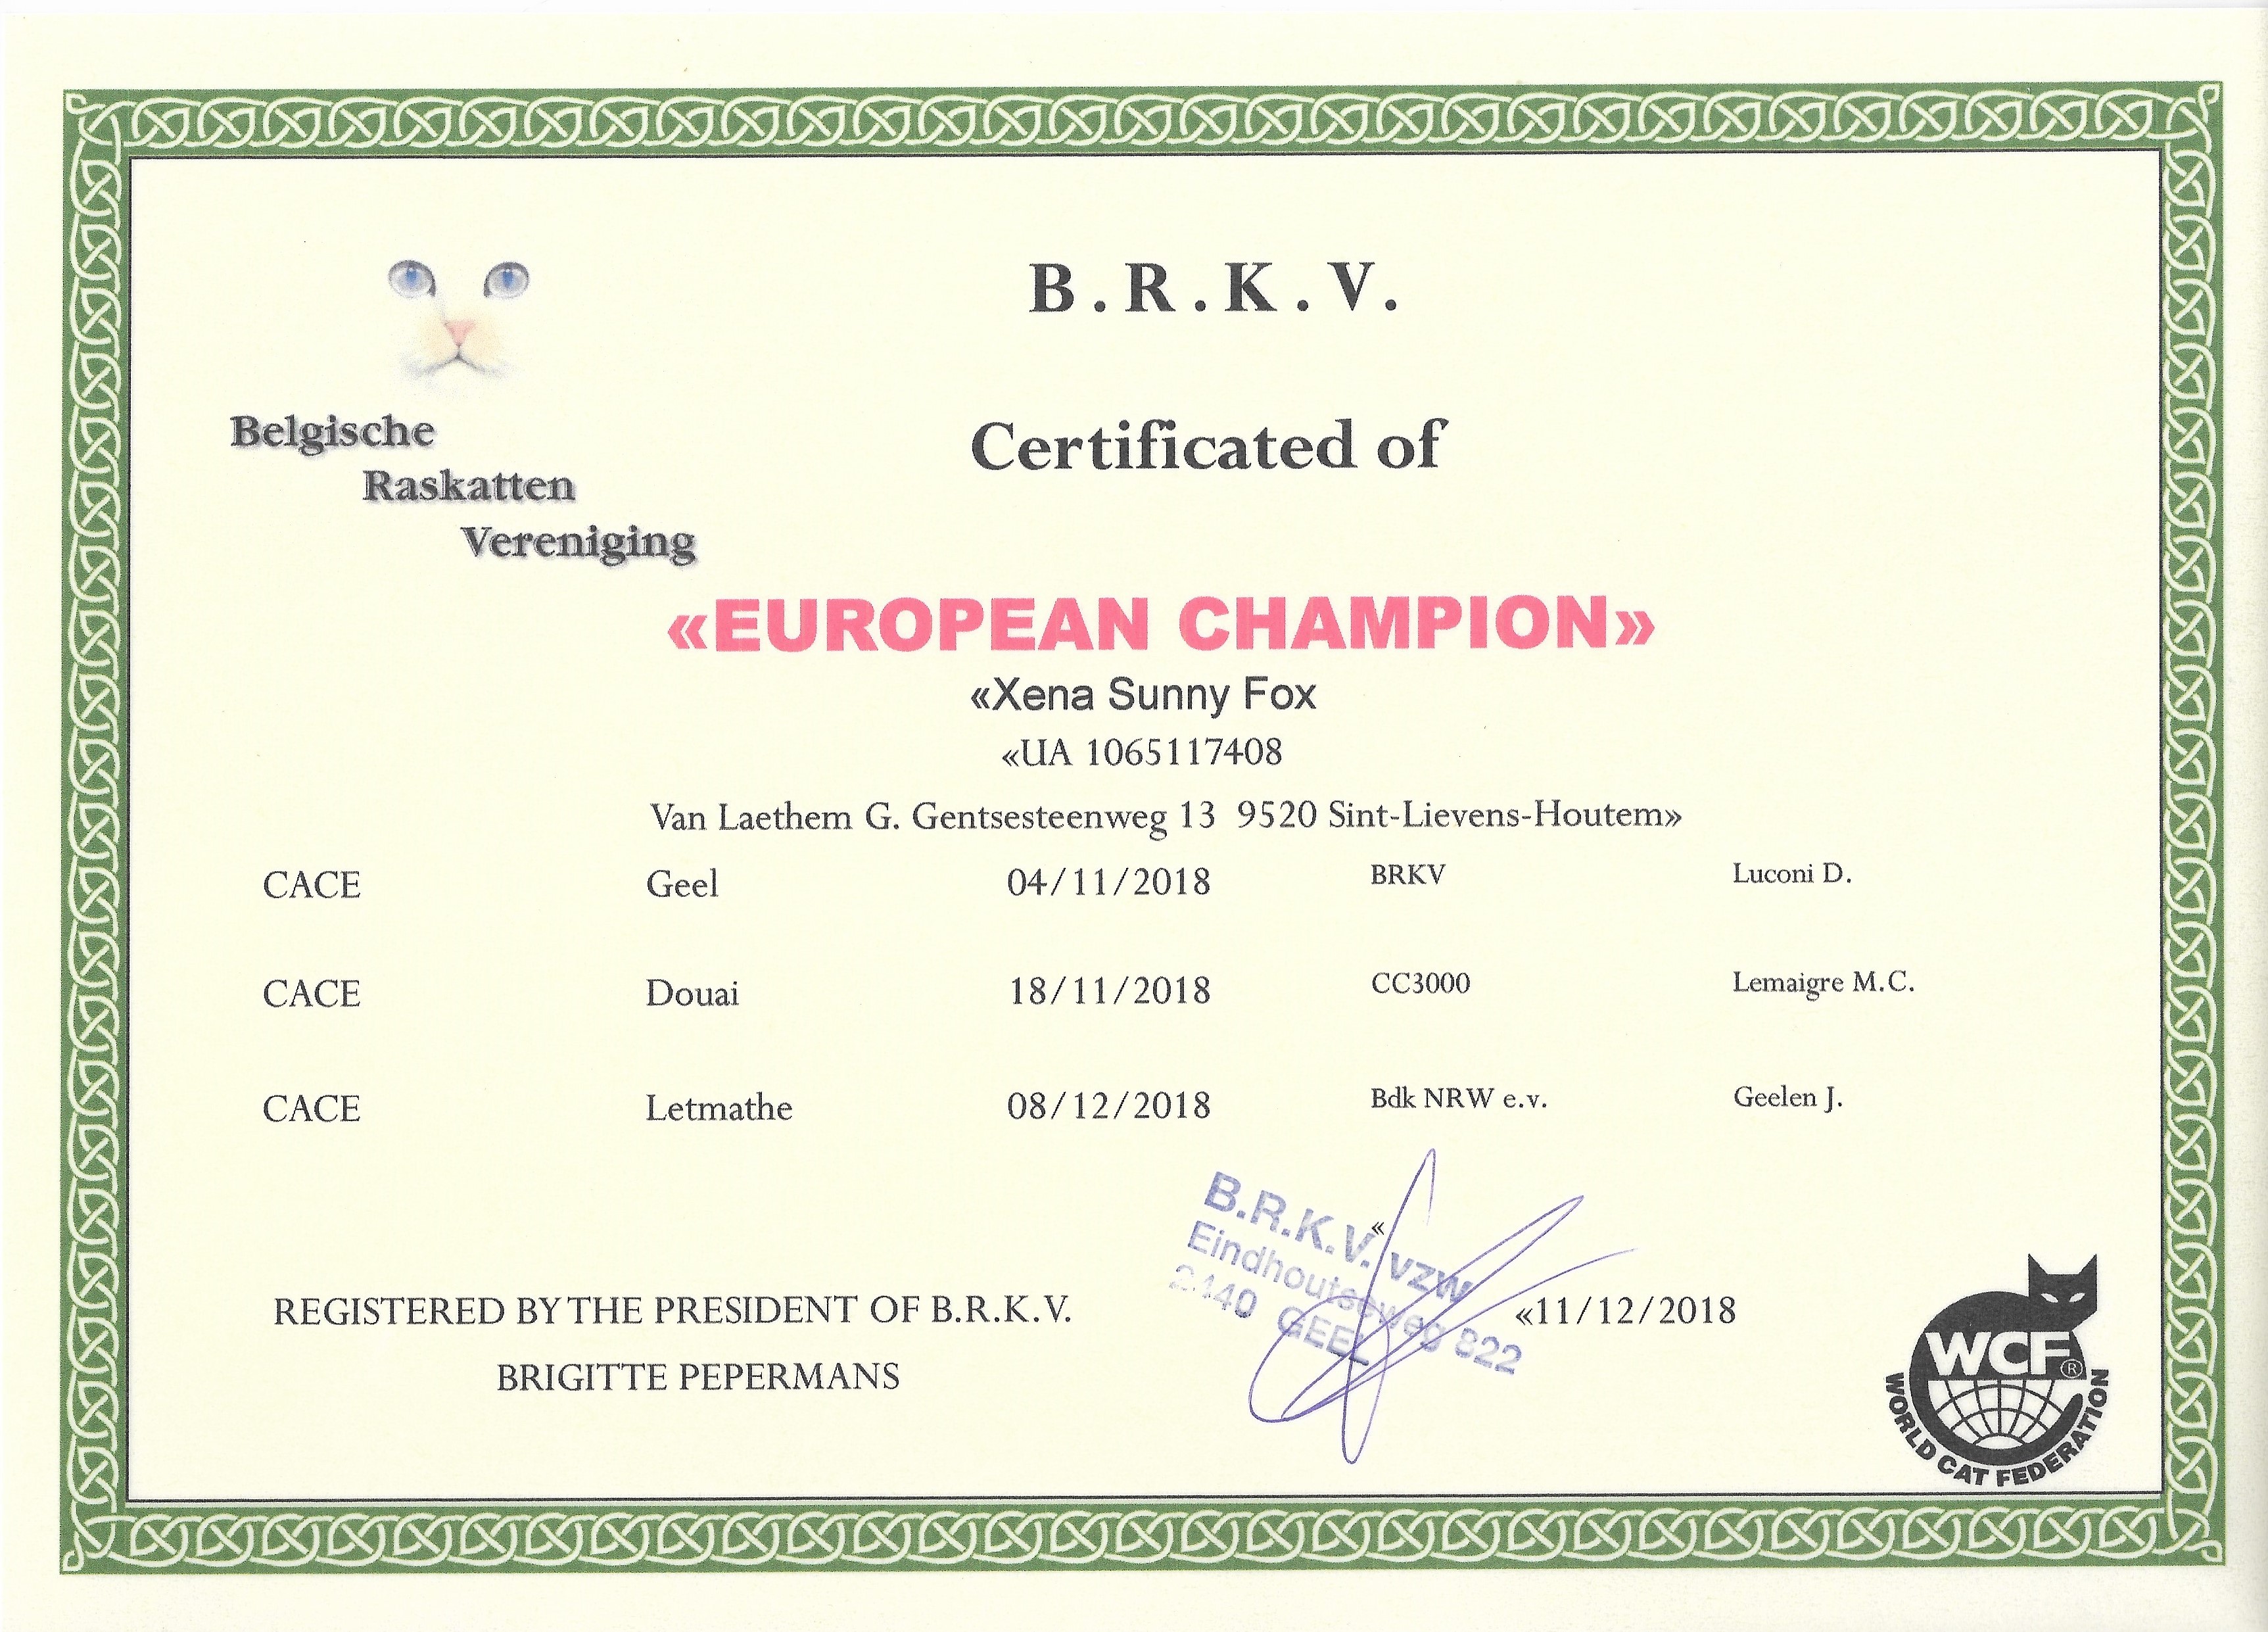 B.R.K.V.
Belgische
Raskatten
Vereniging
Certificated of
«EUROPEAN CHAMPION»
«Xena Sunny Fox
«UA 1065117408
Van Laethem G. Gentsesteenweg 13 9520 Sint-Lievens-Houtem»
CACE Geel 04/11/2018 BRKV Luconi D.
CACE Douai 18/11/2018 CC3000 Lemaigre M.C.
CACE Letmathe 08/12/2018 Bdk NRW e.v. Geelen J.
«
B.R.K.V. vzw
Eindhoutseweg 822
2440 GEEL
REGISTERED BY THE PRESIDENT OF B.R.K.V.
«11/12/2018
BRIGITTE PEPERMANS
WCF®
WORLD CAT FEDERATION